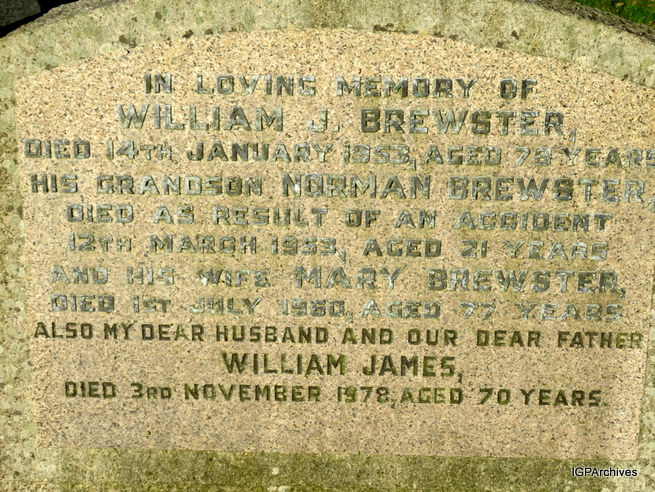 IN LOVING MEMORY OF
WILLIAM J. BREWSTER,
DIED 14TH JANUARY 1953, AGED 78 YEARS
HIS GRANDSON NORMAN BREWSTER,
DIED AS RESULT OF AN ACCIDENT
12TH MARCH 1953, AGED 21 YEARS
AND HIS WIFE MARY BREWSTER,
DIED 1ST JULY 1960, AGED 77 YEARS
ALSO MY DEAR HUSBAND AND OUR DEAR FATHER
WILLIAM JAMES,
DIED 3RD NOVEMBER 1978, AGED 70 YEARS.
IGPArchives